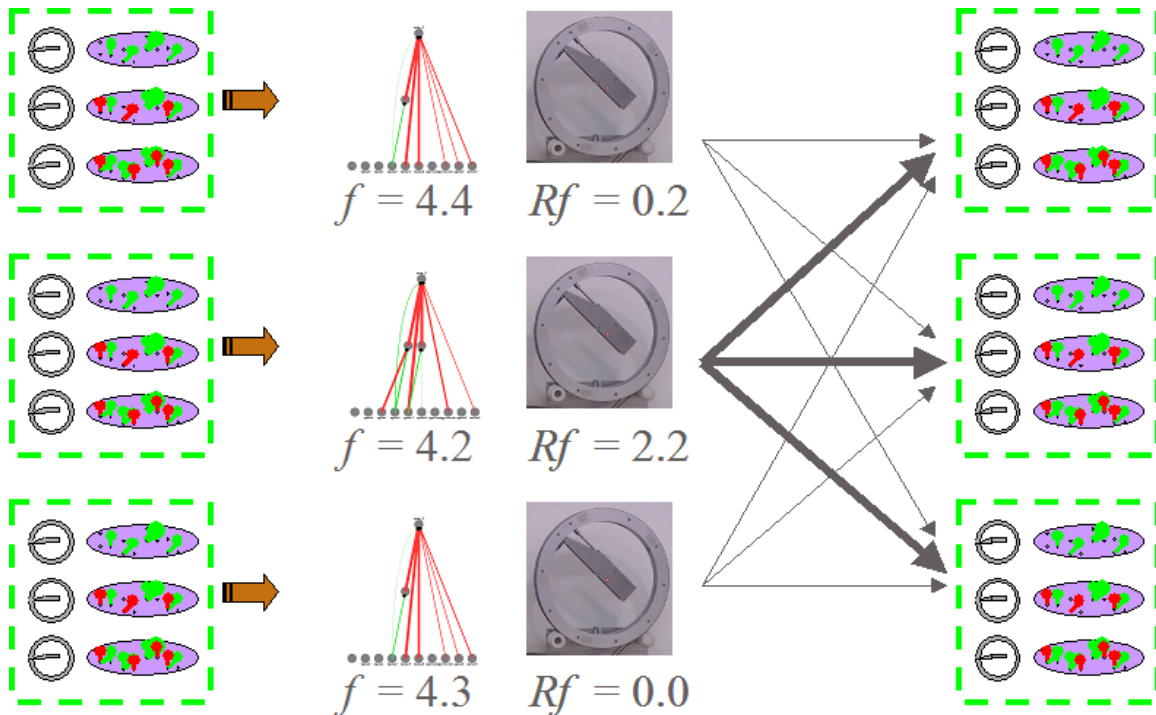 f = 4.4 Rf = 0.2
f = 4.2 Rf = 2.2
f = 4.3 Rf = 0.0